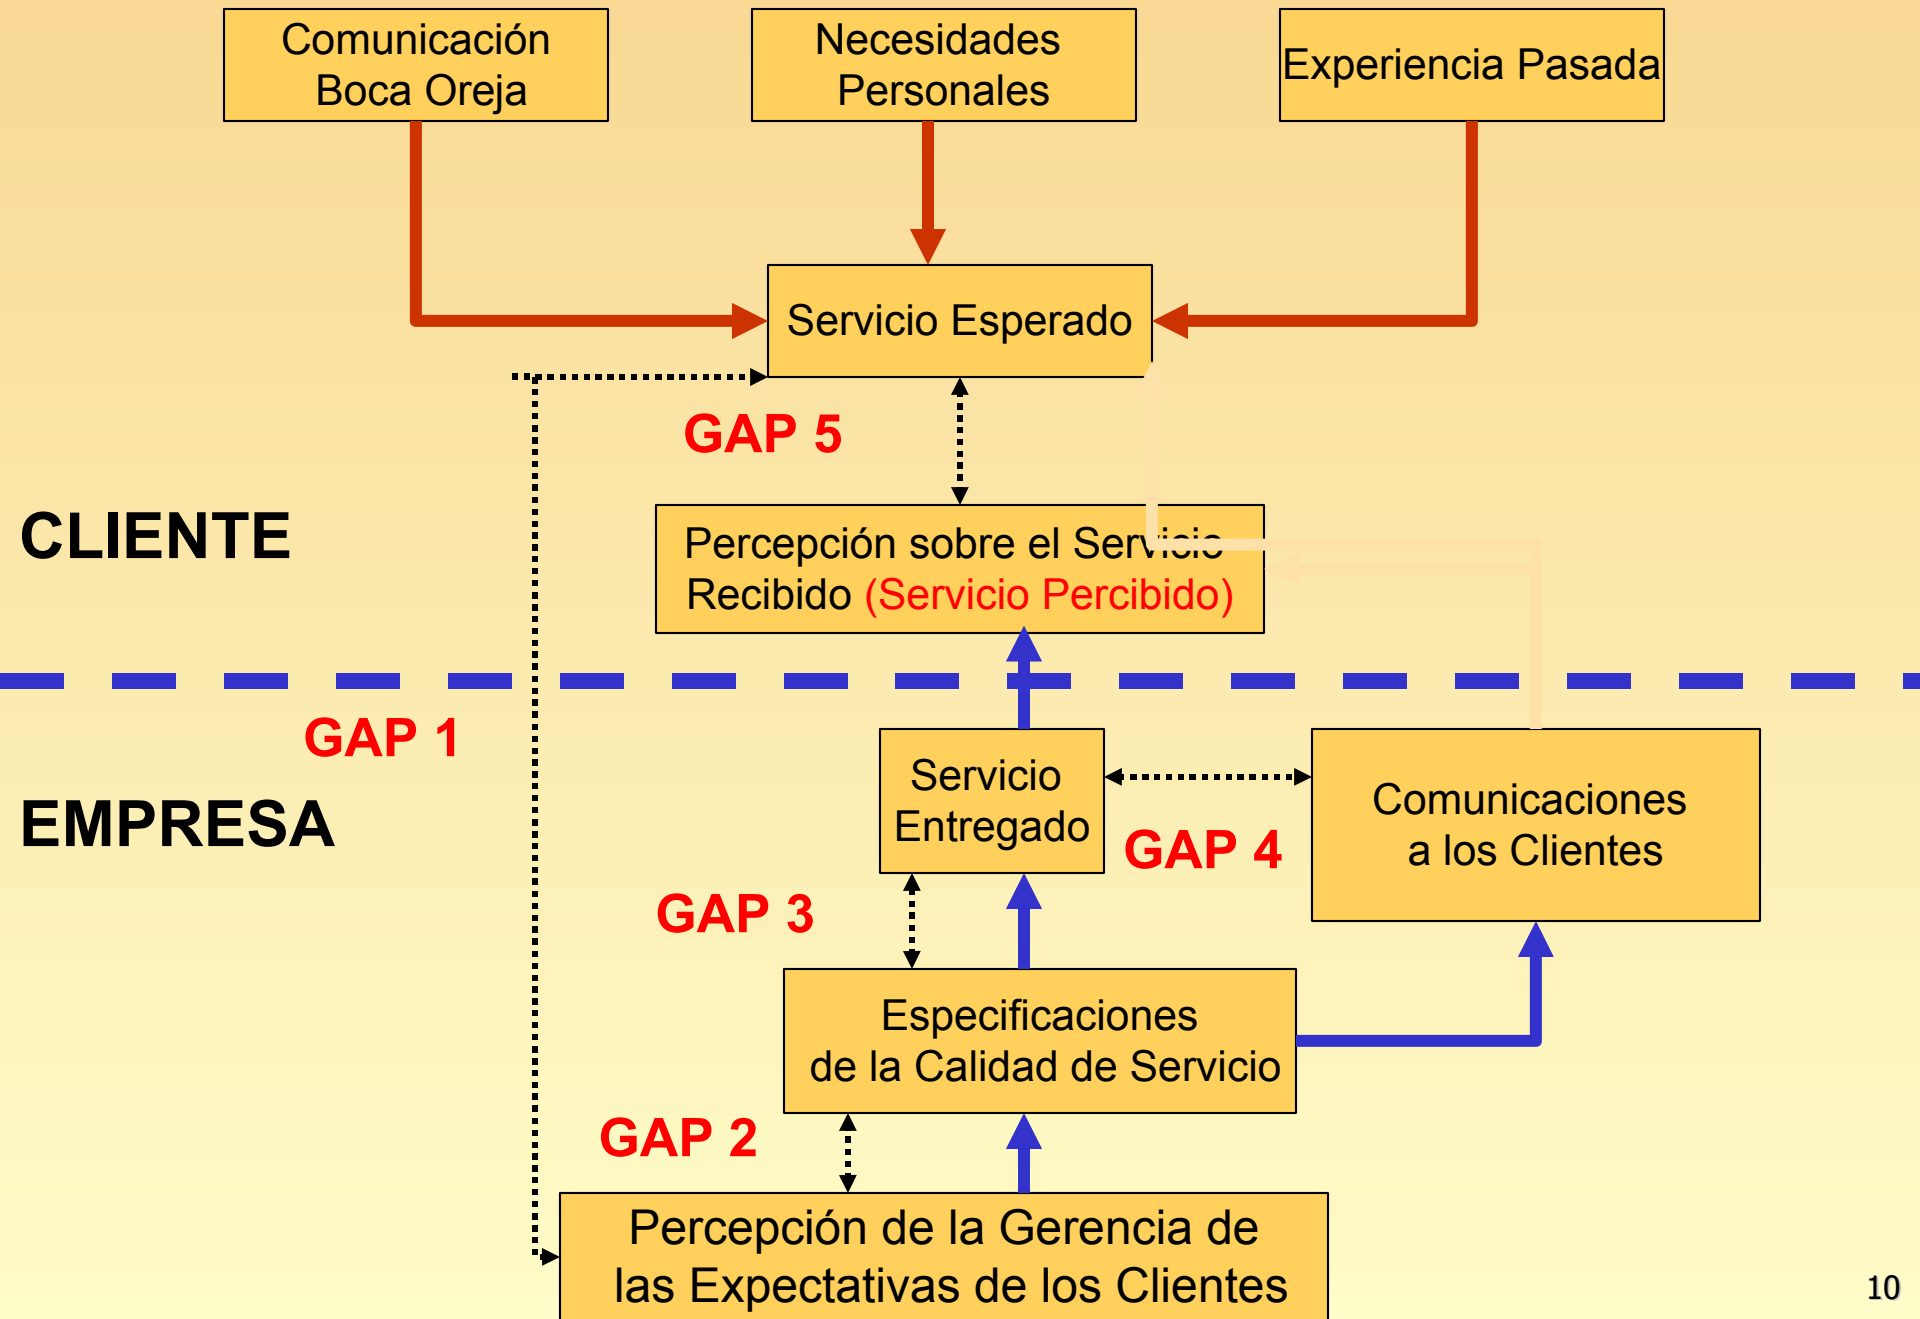 Comunicación
Boca Oreja
Necesidades
Personales
Experiencia Pasada
Servicio Esperado
GAP 5
CLIENTE
Percepción sobre el Servicio
Recibido (Servicio Percibido)
GAP 1
EMPRESA
Servicio
Entregado
GAP 4
Comunicaciones
a los Clientes
GAP 3
Especificaciones
de la Calidad de Servicio
GAP 2
Percepción de la Gerencia de
las Expectativas de los Clientes
10